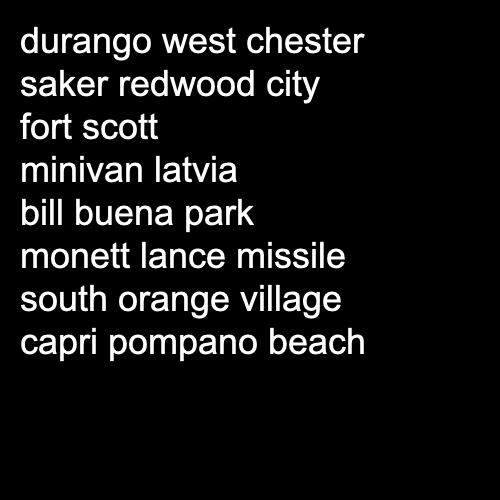 durango west chester
saker redwood city
fort scott
minivan latvia
bill buena park
monett lance missile
south orange village
capri pompano beach